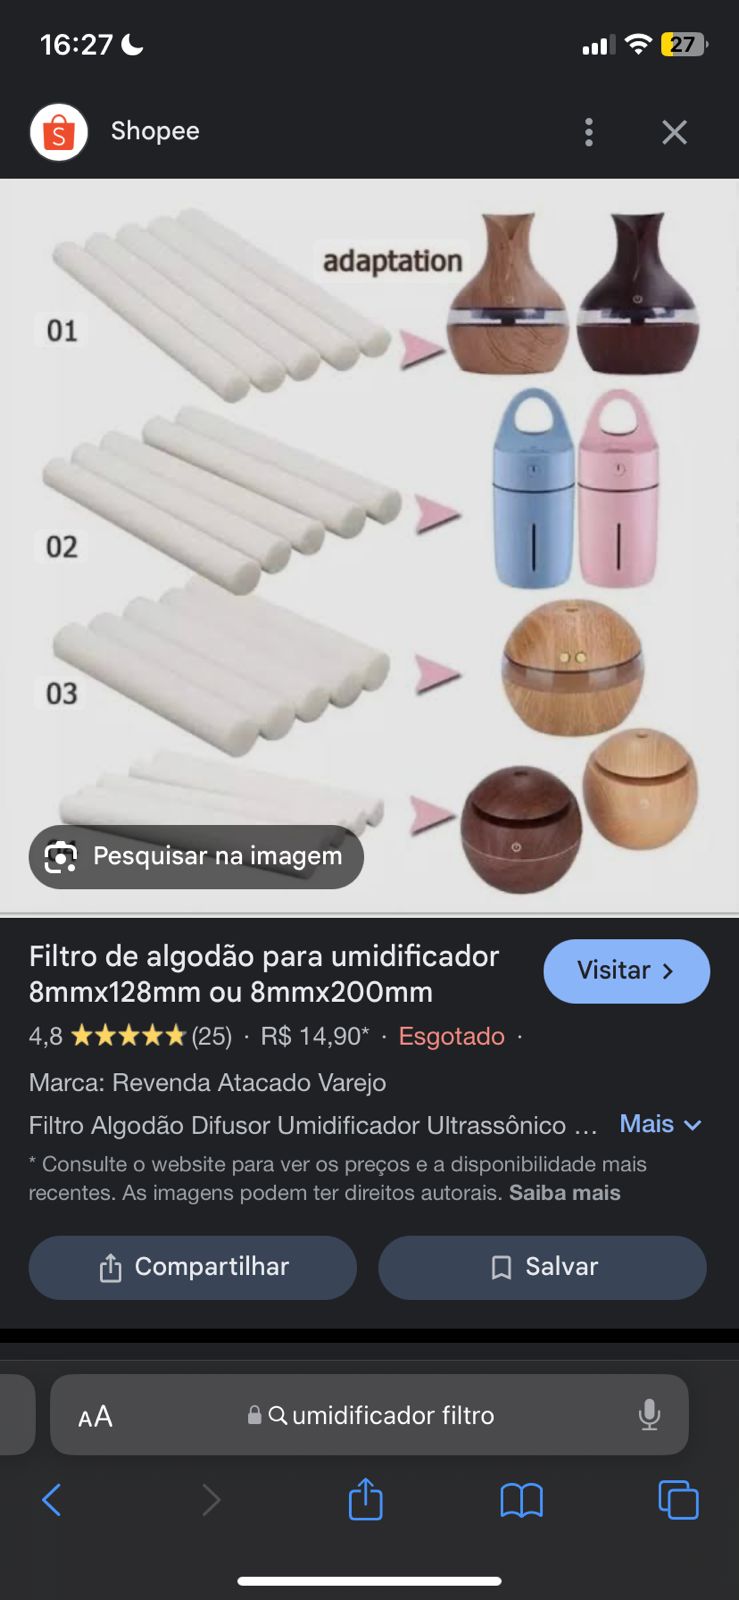 16:27
27
Shopee
adaptation
01
02
03
Pesquisar na imagem
Filtro de algodão para umidificador
8mmx128mm ou 8mmx200mm
Visitar
4,8 ★★★★★ (25) · R$ 14,90* · Esgotado ·
Marca: Revenda Atacado Varejo
Filtro Algodão Difusor Umidificador Ultrassônico ... Mais
* Consulte o website para ver os preços e a disponibilidade mais
recentes. As imagens podem ter direitos autorais. Saiba mais
Compartilhar
Salvar
AA
umidificador filtro